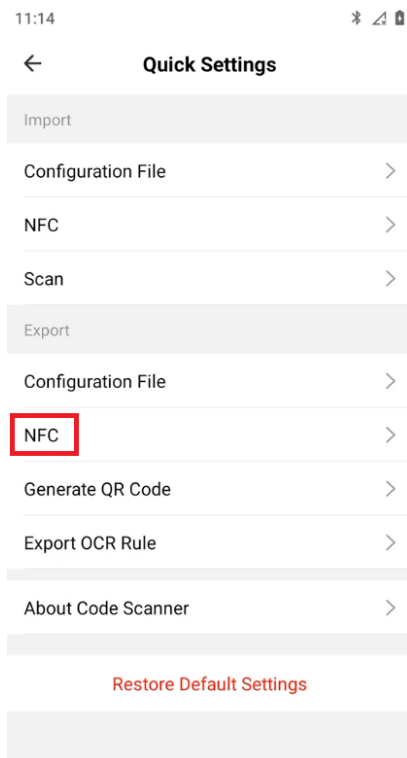 11:14
Quick Settings
Import
Configuration File
NFC
Scan
Export
Configuration File
NFC
Generate QR Code
Export OCR Rule
About Code Scanner
Restore Default Settings